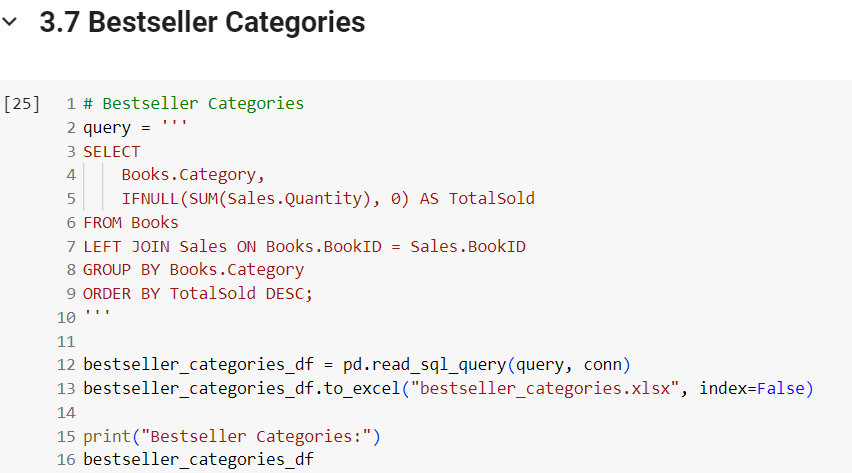 3.7 Bestseller Categories
[25] 1 # Bestseller Categories
2 query = '''
3 SELECT
4     Books.Category,
5     IFNULL(SUM(Sales.Quantity), 0) AS TotalSold
6 FROM Books
7 LEFT JOIN Sales ON Books.BookID = Sales.BookID
8 GROUP BY Books.Category
9 ORDER BY TotalSold DESC;
10 '''
11
12 bestseller_categories_df = pd.read_sql_query(query, conn)
13 bestseller_categories_df.to_excel("bestseller_categories.xlsx", index=False)
14
15 print("Bestseller Categories:")
16 bestseller_categories_df